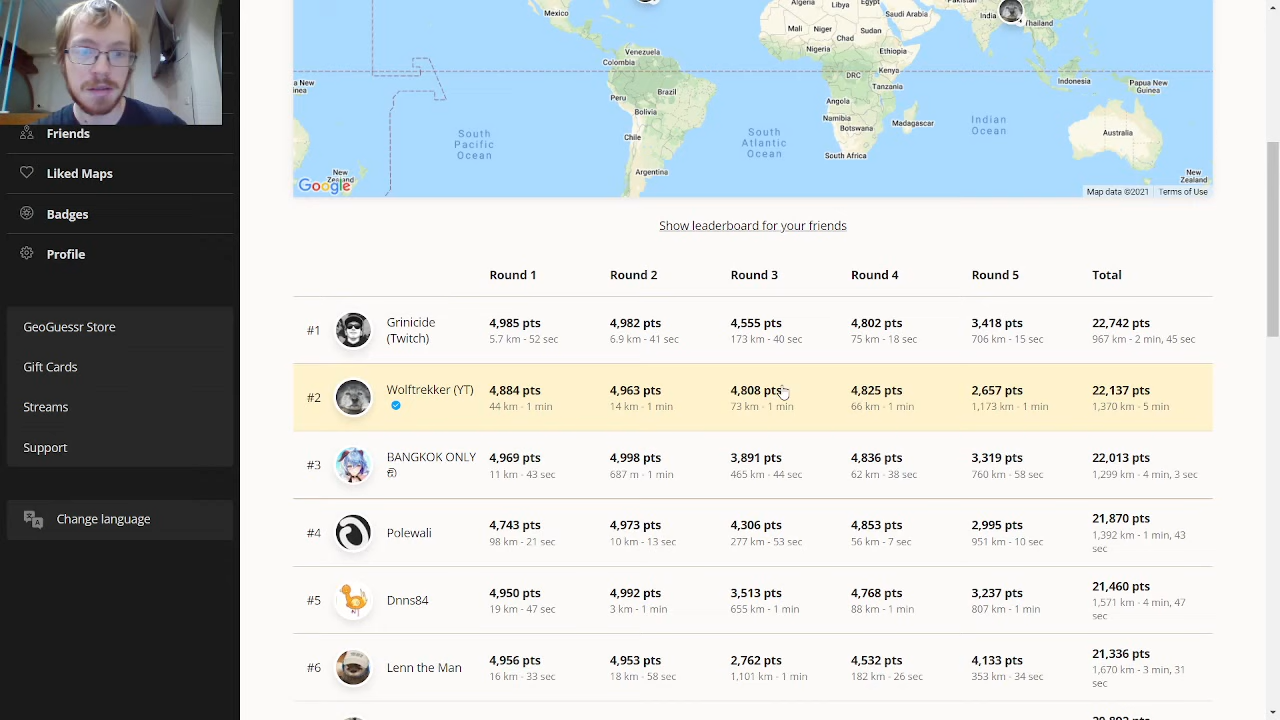 Mexico
Venezuela
Colombia
Peru
Brazil
Bolivia
Chile
Argentina
South
Pacific
Ocean
South
Atlantic
Ocean
Algeria
Libya
Egypt
Saudi Arabia
Mali
Niger
Chad
Sudan
Nigeria
Ethiopia
DRC
Kenya
Tanzania
Angola
Namibia
Botswana
Madagascar
South Africa
Indian
Ocean
Pakistan
India
Thailand
Indonesia
Papua New
Guinea
Australia
New
Zealand
a New
Guinea
New
Zealand
Google
Map data ©2021
Terms of Use
Friends
Liked Maps
Badges
Profile
GeoGuessr Store
Gift Cards
Streams
Support
Change language
Show leaderboard for your friends
Round 1 Round 2 Round 3 Round 4 Round 5 Total
#1 Grinicide (Twitch)
4,985 pts 4,982 pts 4,555 pts 4,802 pts 3,418 pts 22,742 pts
5.7 km - 52 sec 6.9 km - 41 sec 173 km - 40 sec 75 km - 18 sec 706 km - 15 sec 967 km - 2 min, 45 sec
#2 Wolftrekker (YT)
4,884 pts 4,963 pts 4,808 pts 4,825 pts 2,657 pts 22,137 pts
44 km - 1 min 14 km - 1 min 73 km - 1 min 66 km - 1 min 1,173 km - 1 min 1,370 km - 5 min
#3 BANGKOK ONLY
4,969 pts 4,998 pts 3,891 pts 4,836 pts 3,319 pts 22,013 pts
11 km - 43 sec 687 m - 1 min 465 km - 44 sec 62 km - 38 sec 760 km - 58 sec 1,299 km - 4 min, 3 sec
#4 Polewali
4,743 pts 4,973 pts 4,306 pts 4,853 pts 2,995 pts 21,870 pts
98 km - 21 sec 10 km - 13 sec 277 km - 53 sec 56 km - 7 sec 951 km - 10 sec 1,392 km - 1 min, 43
sec
#5 Dnns84
4,950 pts 4,992 pts 3,513 pts 4,768 pts 3,237 pts 21,460 pts
19 km - 47 sec 3 km - 1 min 655 km - 1 min 88 km - 1 min 807 km - 1 min 1,571 km - 4 min, 47
sec
#6 Lenn the Man
4,956 pts 4,953 pts 2,762 pts 4,532 pts 4,133 pts 21,336 pts
16 km - 33 sec 18 km - 58 sec 1,101 km - 1 min 182 km - 26 sec 353 km - 34 sec 1,670 km - 3 min, 31
sec